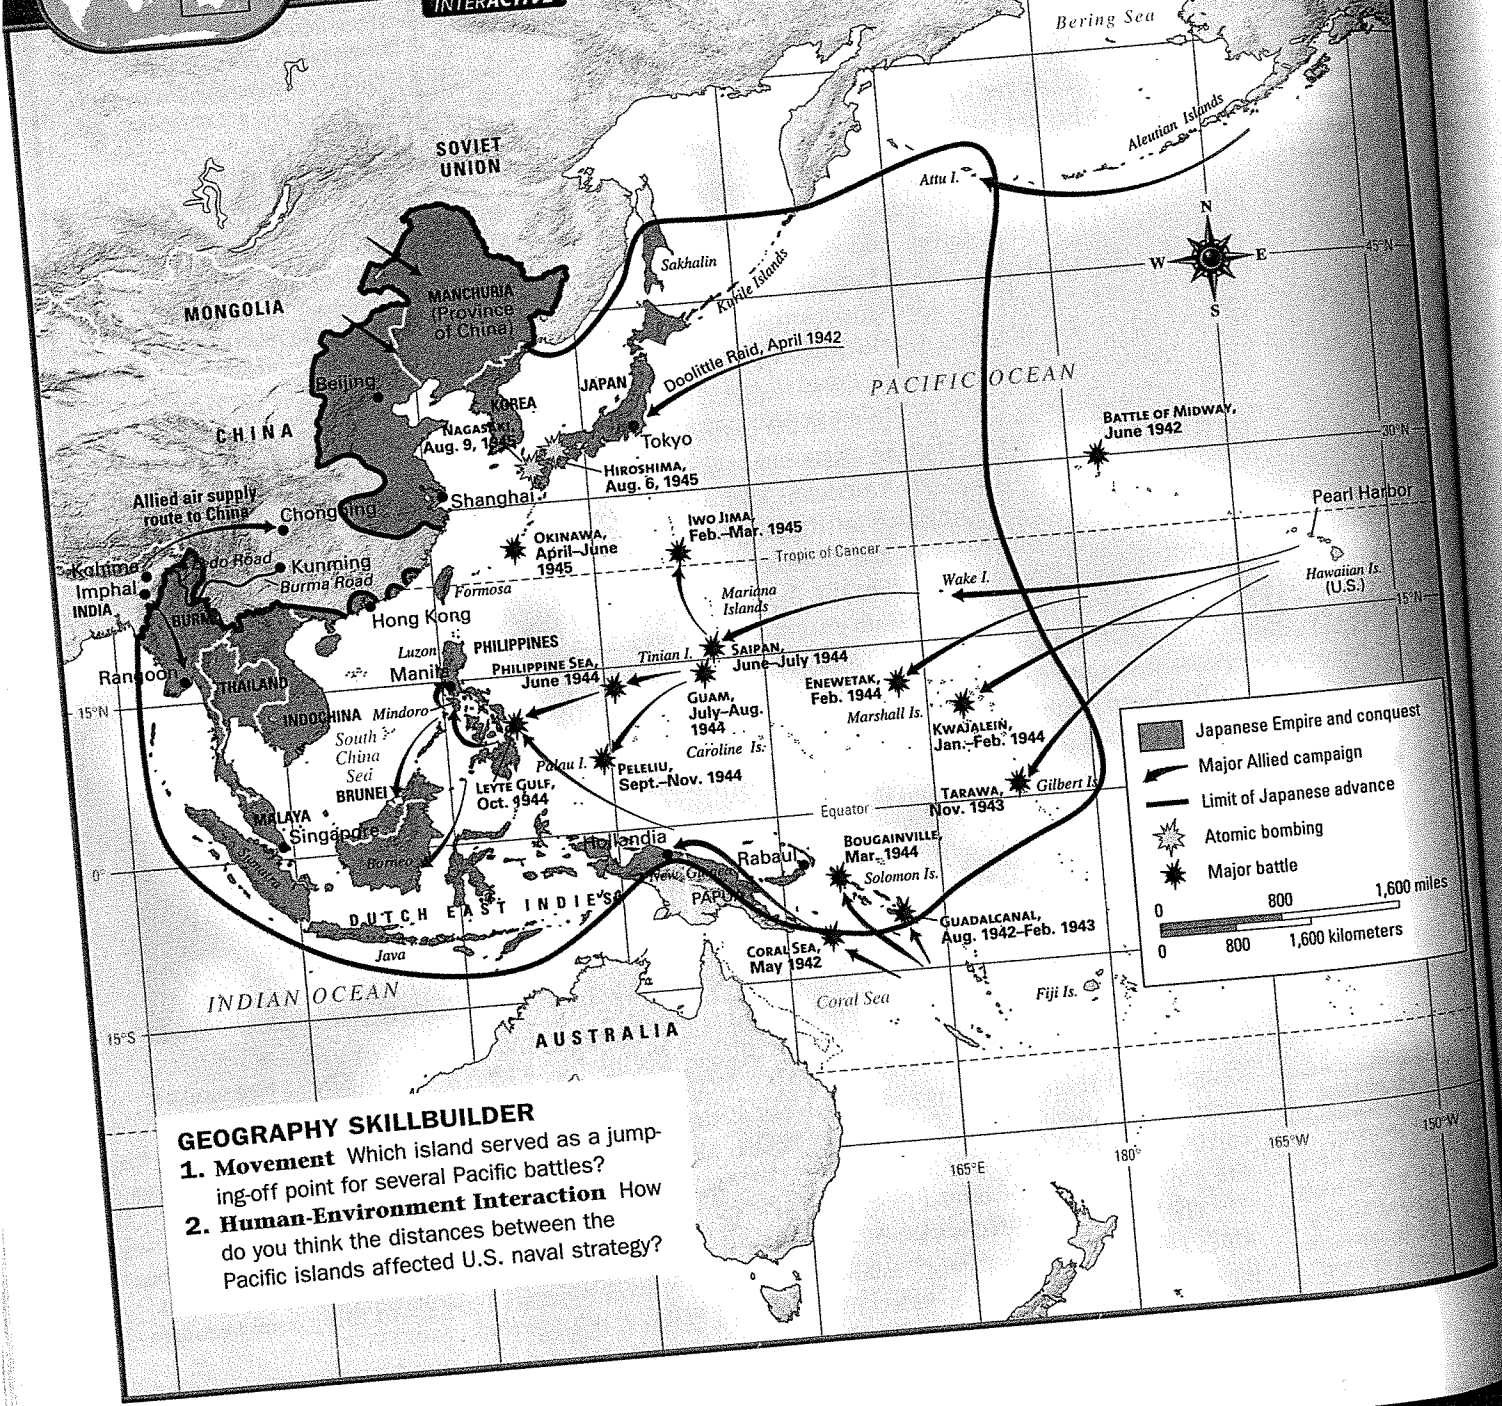 INTERACTIVE
Bering Sea
Aleutian Islands
SOVIET
UNION
Attu I.
N
W
E
S
45°N
Sakhalin
Kurile Islands
MONGOLIA
MANCHURIA
(Province
of China)
Doolittle Raid, April 1942
PACIFIC OCEAN
Beijing
JAPAN
KOREA
BATTLE OF MIDWAY,
June 1942
CHINA
NAGASAKI,
Aug. 9, 1945
Tokyo
30°N
HIROSHIMA,
Aug. 6, 1945
Allied air supply
route to China
Shanghai
Chongqing
Pearl Harbor
OKINAWA,
April–June
1945
IWO JIMA,
Feb.–Mar. 1945
Tropic of Cancer
Kohima
Ledo Road
Kunming
Imphal
Burma Road
INDIA
Formosa
Mariana
Islands
Wake I.
Hawaiian Is.
(U.S.)
15°N
BURMA
Hong Kong
Luzon
PHILIPPINES
Rangoon
THAILAND
Manila
PHILIPPINE SEA,
June 1944
Tinian I.
SAIPAN,
June–July 1944
ENEWETAK,
Feb. 1944
15°N
INDOCHINA
Mindoro
GUAM,
July–Aug.
1944
Marshall Is.
KWAJALEIN,
Jan.–Feb. 1944
South
China
Sea
Caroline Is.
Palau I.
PELELIU,
Sept.–Nov. 1944
BRUNEI
LEYTE GULF,
Oct. 1944
TARAWA,
Nov. 1943
Gilbert Is.
Equator
MALAYA
Singapore
Hollandia
BOUGAINVILLE,
Mar. 1944
Rabaul
0°
Sumatra
Borneo
New Guinea
Solomon Is.
PAPUA
DUTCH EAST INDIES
GUADALCANAL,
Aug. 1942–Feb. 1943
Java
CORAL SEA,
May 1942
INDIAN OCEAN
Coral Sea
Fiji Is.
15°S
AUSTRALIA
Japanese Empire and conquest
Major Allied campaign
Limit of Japanese advance
Atomic bombing
Major battle
0 800 1,600 miles
0 800 1,600 kilometers
165°E
180°
165°W
150°W
GEOGRAPHY SKILLBUILDER
1. Movement Which island served as a jump-
ing-off point for several Pacific battles?
2. Human-Environment Interaction How
do you think the distances between the
Pacific islands affected U.S. naval strategy?